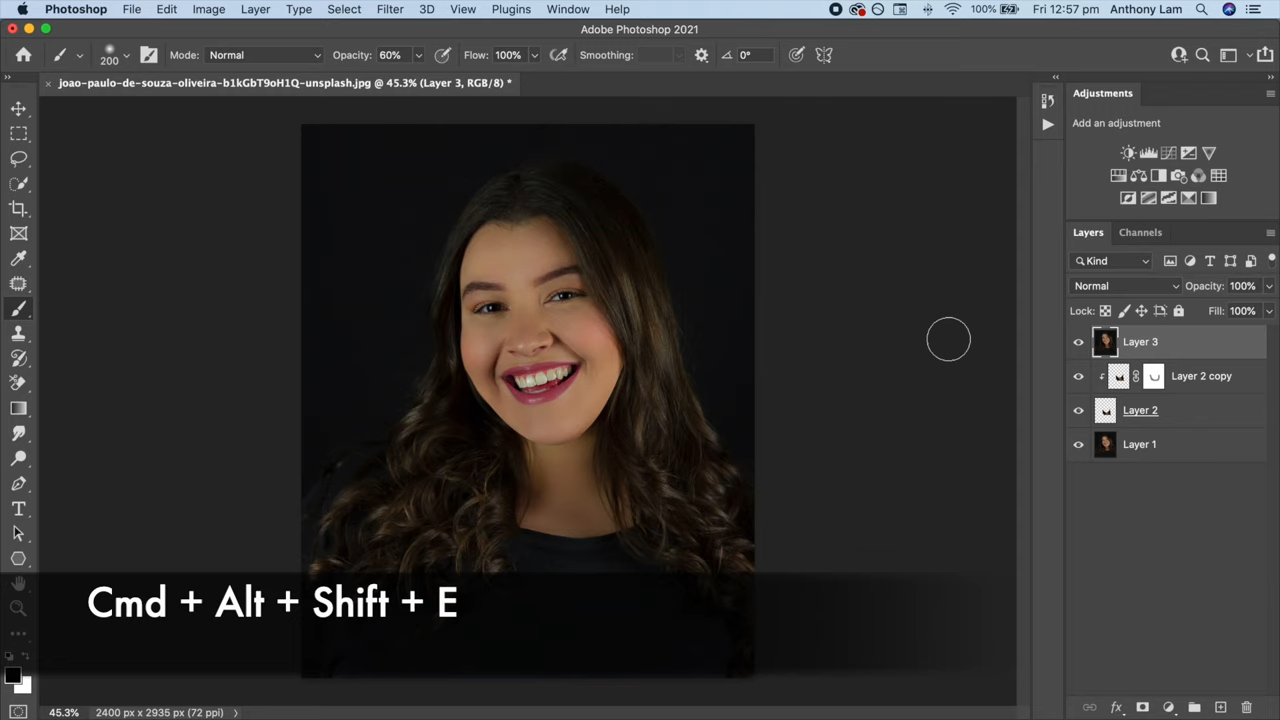 Photoshop File Edit Image Layer Type Select Filter 3D View Plugins Window Help 100% Fri 12:57 pm Anthony Lam
Adobe Photoshop 2021
200 Mode: Normal Opacity: 60% Flow: 100% Smoothing: 0°
joao-paulo-de-souza-oliveira-b1kGbT9oH1Q-unsplash.jpg @ 45.3% (Layer 3, RGB/8) *
Adjustments
Add an adjustment
Layers Channels
Kind
Normal Opacity: 100%
Lock: Fill: 100%
Layer 3
Layer 2 copy
Layer 2
Layer 1
Cmd + Alt + Shift + E
45.3% 2400 px x 2935 px (72 ppi)